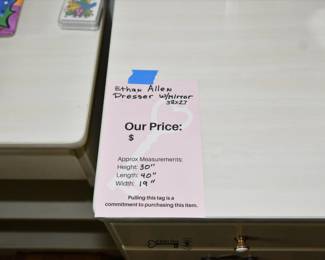 Ethan Allen
Dresser w/mirror
38x27
Our Price:
$
Approx Measurements:
Height: 30"
Length: 40"
Width: 19"
Pulling this tag is a
commitment to purchasing this item.